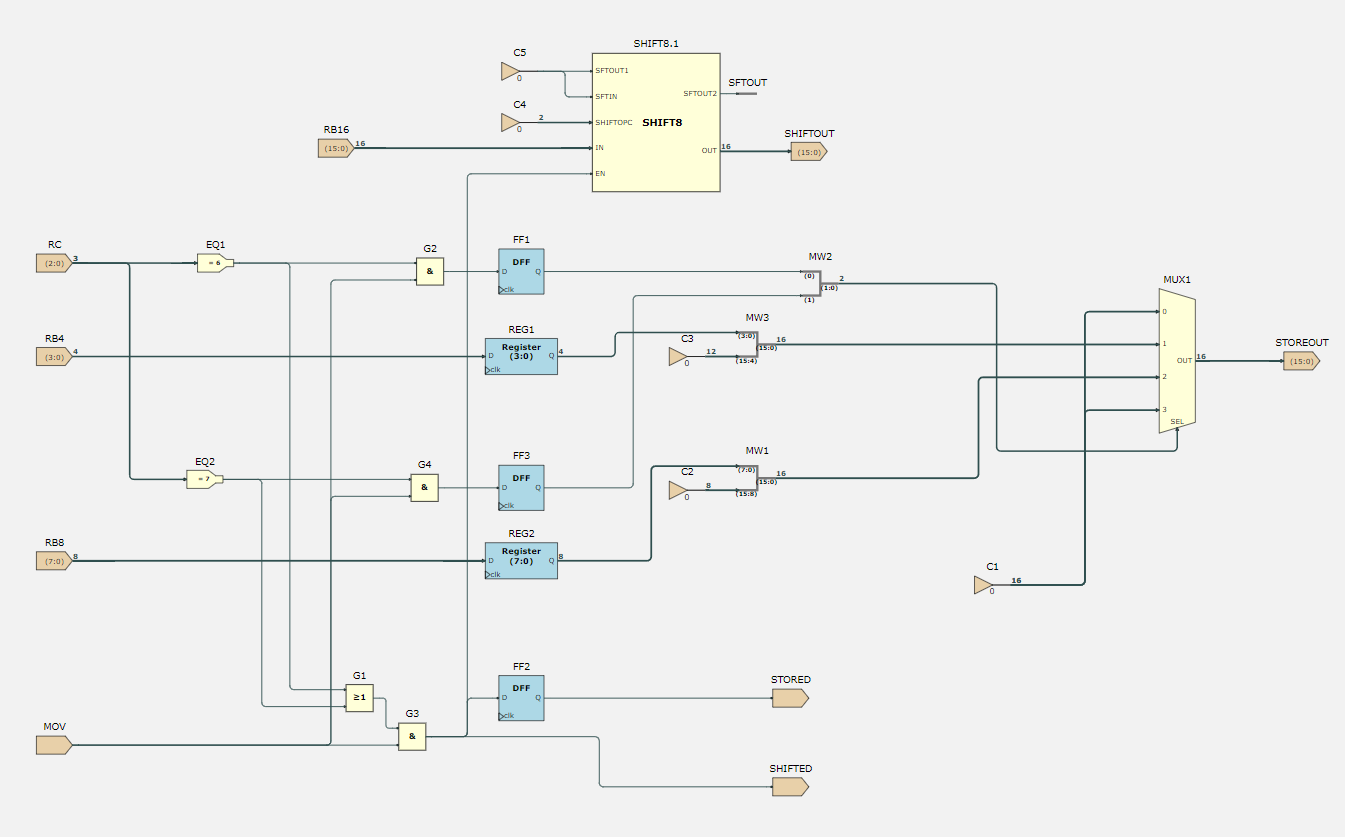 SHIFT8.1
C5
0
SFTOUT1
SFTIN
SFTOUT2
SFTOUT
C4
0
2
SHIFTOPC
SHIFT8
RB16
(15:0)
16
IN
OUT
16
SHIFTOUT
(15:0)
EN
RC
(2:0)
3
EQ1
= 6
G2
&
FF1
DFF
D
Q
clk
MW2
(0)
(1)
(1:0)
2
MUX1
0
1
2
3
OUT
SEL
16
STOREOUT
(15:0)
RB4
(3:0)
4
REG1
Register
(3:0)
D
Q
clk
4
C3
0
12
MW3
(3:0)
(15:4)
(15:0)
16
EQ2
= 7
G4
&
FF3
DFF
D
Q
clk
C2
0
8
MW1
(7:0)
(15:8)
(15:0)
16
RB8
(7:0)
8
REG2
Register
(7:0)
D
Q
clk
8
C1
0
16
G1
≥1
FF2
DFF
D
Q
clk
STORED
MOV
G3
&
SHIFTED